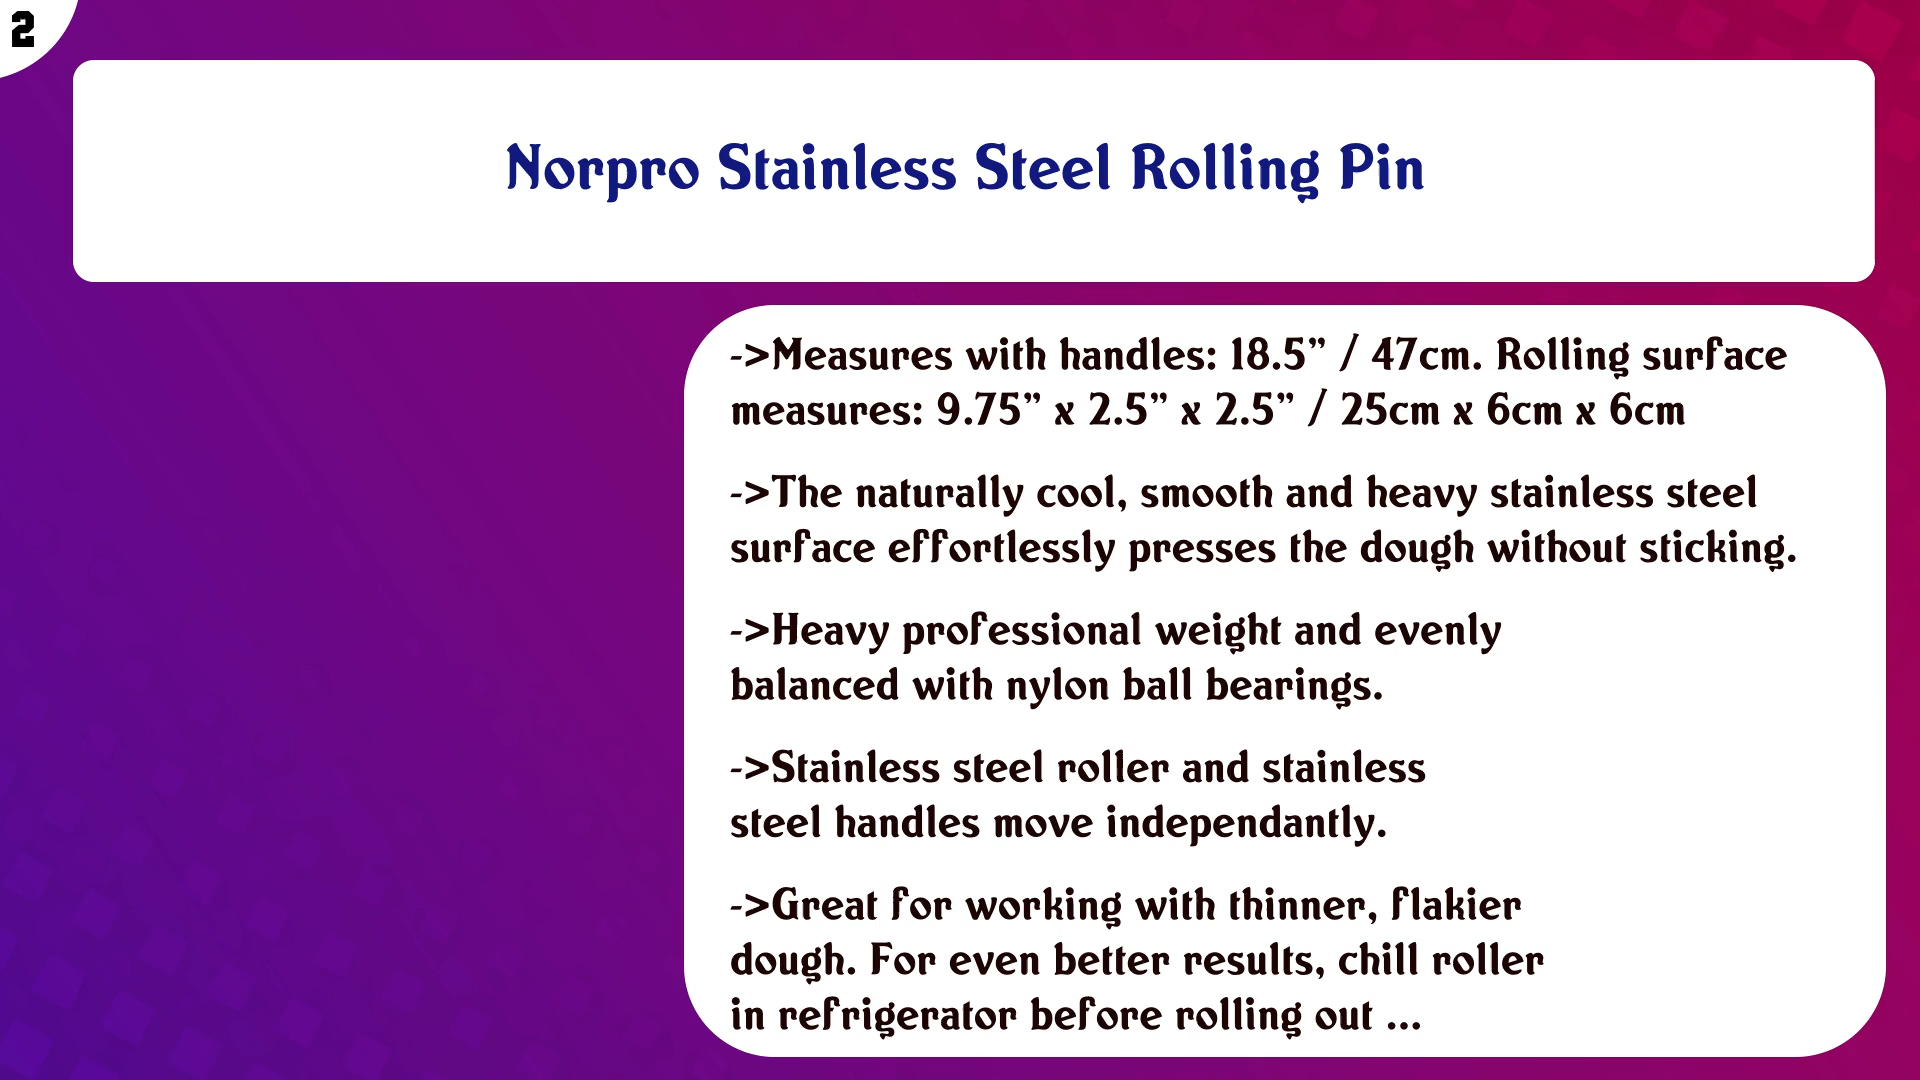 2
Norpro Stainless Steel Rolling Pin
->Measures with handles: 18.5” / 47cm. Rolling surface
measures: 9.75” x 2.5” x 2.5” / 25cm x 6cm x 6cm
->The naturally cool, smooth and heavy stainless steel
surface effortlessly presses the dough without sticking.
->Heavy professional weight and evenly
balanced with nylon ball bearings.
->Stainless steel roller and stainless
steel handles move independantly.
->Great for working with thinner, flakier
dough. For even better results, chill roller
in refrigerator before rolling out ...